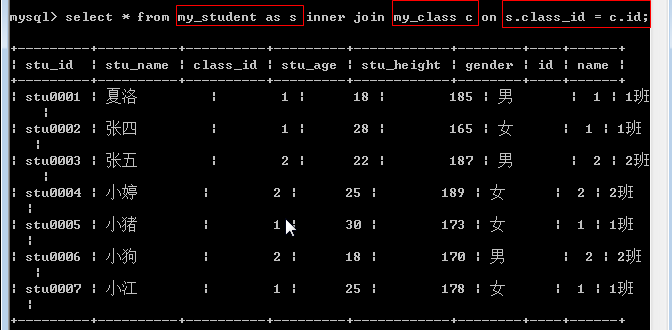 mysql> select * from my_student as s inner join my_class c on s.class_id = c.id;
+----------+----------+----------+---------+------------+--------+----+------+
| stu_id | stu_name | class_id | stu_age | stu_height | gender | id | name |
+----------+----------+----------+---------+------------+--------+----+------+
| stu0001 | 夏洛 | 1 | 18 | 185 | 男 | 1 | 1班
|
| stu0002 | 张四 | 1 | 28 | 165 | 女 | 1 | 1班
|
| stu0003 | 张五 | 2 | 22 | 187 | 男 | 2 | 2班
|
| stu0004 | 小婷 | 2 | 25 | 189 | 女 | 2 | 2班
|
| stu0005 | 小猪 | 1 | 30 | 173 | 女 | 1 | 1班
|
| stu0006 | 小狗 | 2 | 18 | 170 | 男 | 2 | 2班
|
| stu0007 | 小江 | 1 | 25 | 178 | 女 | 1 | 1班
|
+----------+----------+----------+---------+------------+--------+----+------+